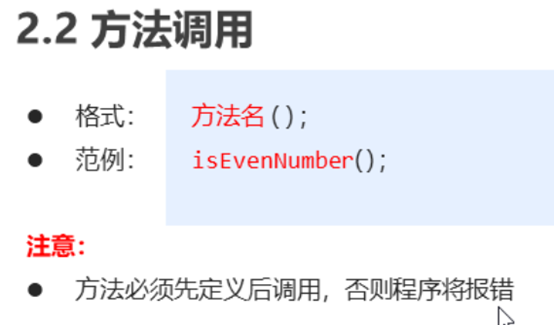 2.2 方法调用
● 格式： 方法名();
● 范例： isEvenNumber();
注意：
● 方法必须先定义后调用，否则程序将报错